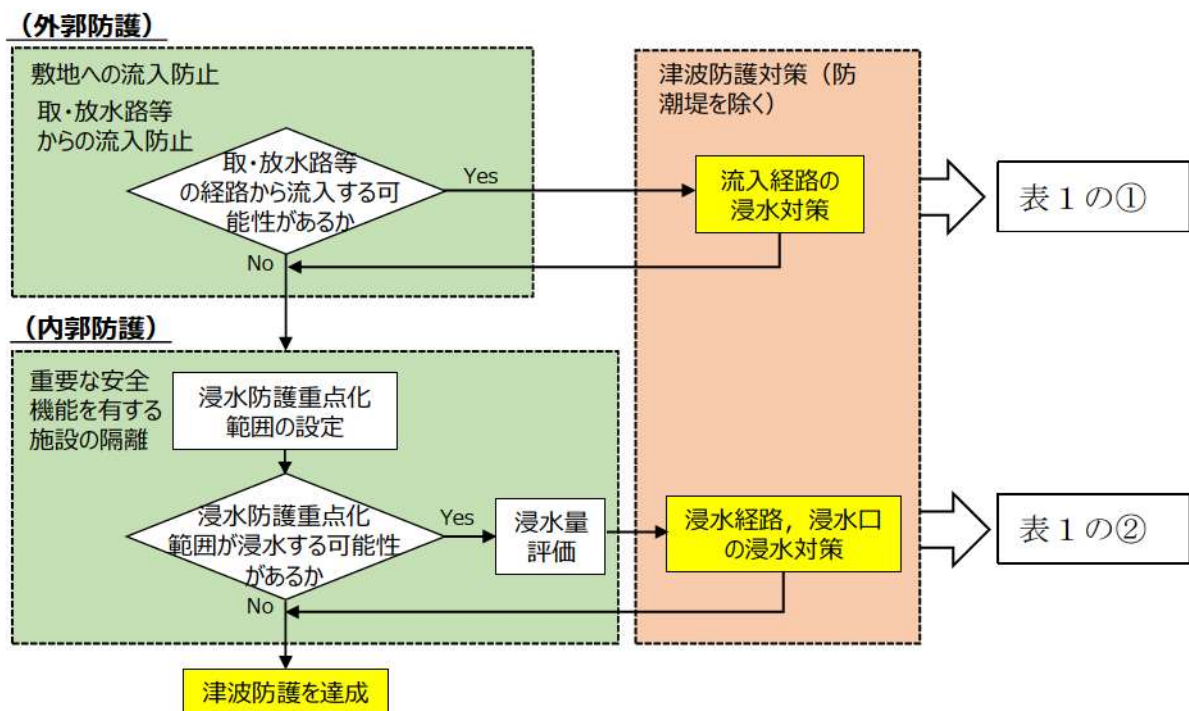 （外郭防護）
敷地への流入防止
取・放水路等
からの流入防止
取・放水路等
の経路から流入する可
能性があるか
Yes
No
津波防護対策（防
潮堤を除く）
流入経路の
浸水対策
表１の①
（内郭防護）
重要な安全
機能を有する
施設の隔離
浸水防護重点化
範囲の設定
浸水防護重点化
範囲が浸水する可能性
があるか
Yes
No
浸水量
評価
浸水経路，浸水口
の浸水対策
表１の②
津波防護を達成